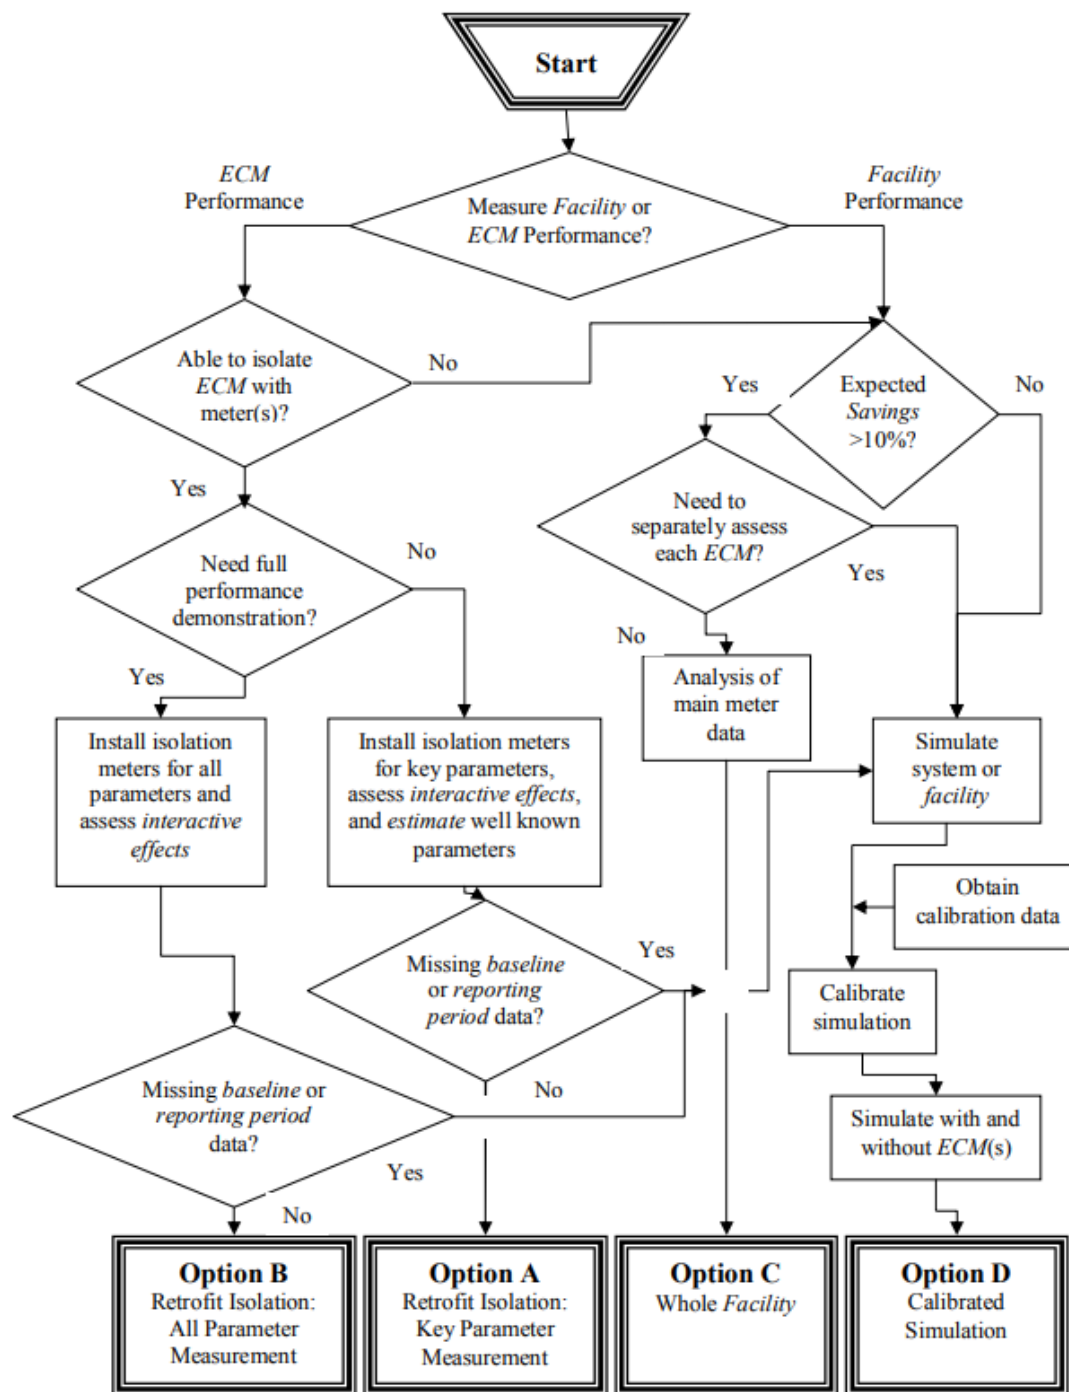 Start
ECM
Performance
Facility
Performance
Measure Facility or
ECM Performance?
Able to isolate
ECM with
meter(s)?
No
Yes
Expected
Savings
>10%?
No
Yes
Need to
separately assess
each ECM?
Yes
No
Need full
performance
demonstration?
No
Yes
Analysis of
main meter
data
Install isolation
meters for all
parameters and
assess interactive
effects
Install isolation meters
for key parameters,
assess interactive effects,
and estimate well known
parameters
Simulate
system or
facility
Obtain
calibration data
Missing baseline
or reporting
period data?
Yes
No
Calibrate
simulation
Missing baseline or
reporting period
data?
Yes
No
Simulate with and
without ECM(s)
Option B
Retrofit Isolation:
All Parameter
Measurement
Option A
Retrofit Isolation:
Key Parameter
Measurement
Option C
Whole Facility
Option D
Calibrated
Simulation